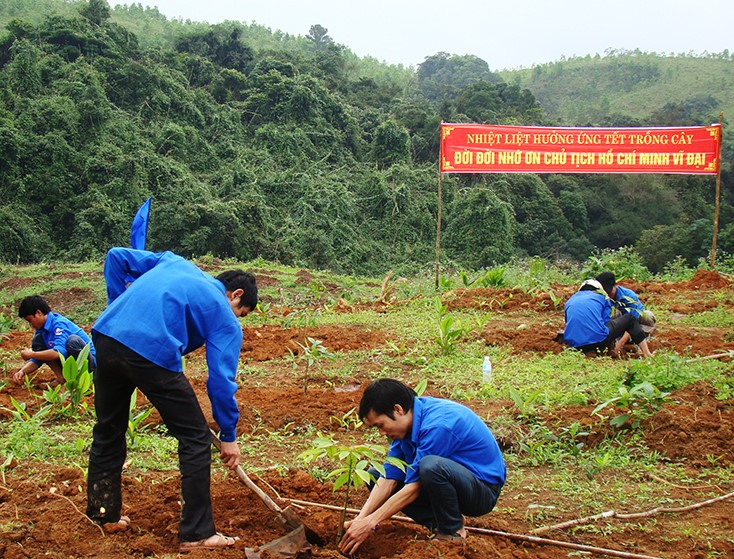 NHIỆT LIỆT HƯỞNG ỨNG TẾT TRỒNG CÂY
ĐỜI ĐỜI NHỚ ƠN CHỦ TỊCH HỒ CHÍ MINH VĨ ĐẠI